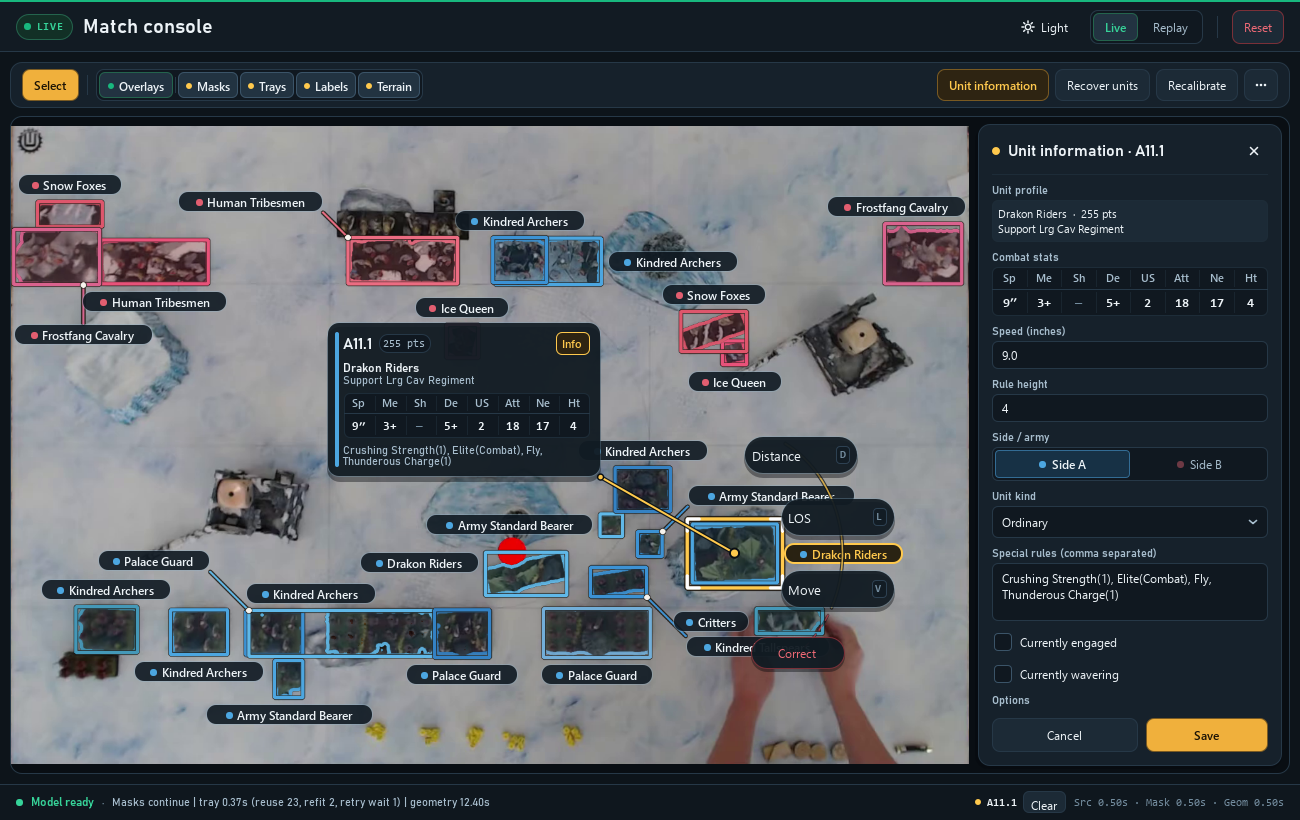 LIVE Match console Light Live Replay Reset
Select Overlays Masks Trays Labels Terrain Unit information Recover units Recalibrate ···
Snow Foxes
Human Tribesmen
Kindred Archers
Frostfang Cavalry
Kindred Archers
Human Tribesmen
Snow Foxes
Ice Queen
Frostfang Cavalry
Ice Queen
A11.1 255 pts Info
Drakon Riders
Support Lrg Cav Regiment
Sp Me Sh De US Att Ne Ht
9” 3+ – 5+ 2 18 17 4
Crushing Strength(1), Elite(Combat), Fly,
Thunderous Charge(1)
Kindred Archers
Distance D
Army Standard Bearer
LOS L
Army Standard Bearer
Drakon Riders
Drakon Riders
Move V
Palace Guard
Kindred Archers
Kindred Archers
Critters
Kindred
Correct
Kindred Archers
Palace Guard
Palace Guard
Army Standard Bearer
Unit information · A11.1 ×
Unit profile
Drakon Riders · 255 pts
Support Lrg Cav Regiment
Combat stats
Sp Me Sh De US Att Ne Ht
9” 3+ – 5+ 2 18 17 4
Speed (inches)
9.0
Rule height
4
Side / army
Side A Side B
Unit kind
Ordinary
Special rules (comma separated)
Crushing Strength(1), Elite(Combat), Fly,
Thunderous Charge(1)
Currently engaged
Currently wavering
Options
Cancel Save
Model ready · Masks continue | tray 0.37s (reuse 23, refit 2, retry wait 1) | geometry 12.40s A11.1 Clear Src 0.50s · Mask 0.50s · Geom 0.50s